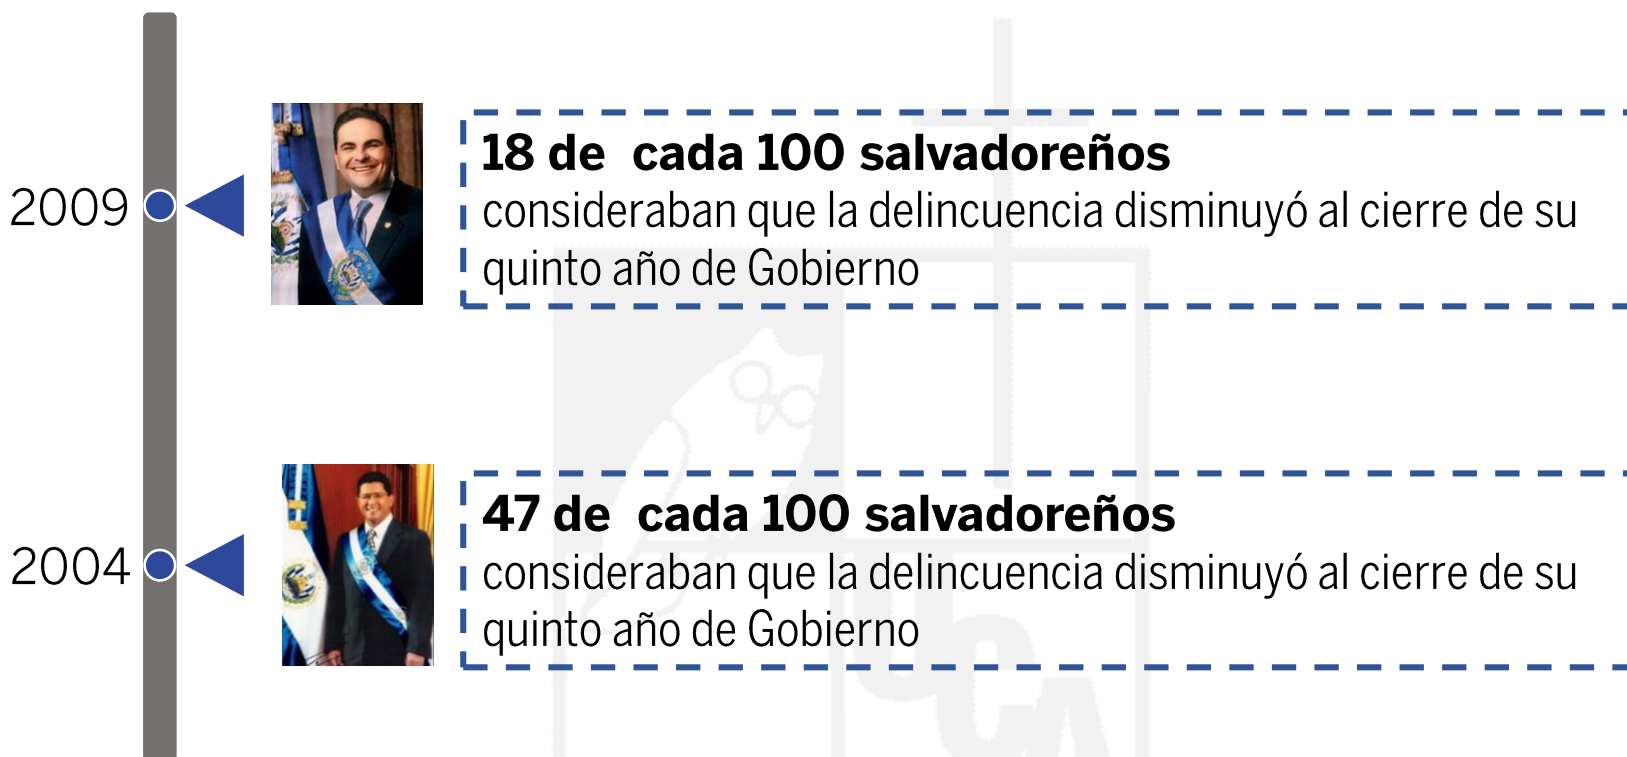 2009
18 de  cada 100 salvadoreños
consideraban que la delincuencia disminuyó al cierre de su
quinto año de Gobierno
2004
47 de  cada 100 salvadoreños
consideraban que la delincuencia disminuyó al cierre de su
quinto año de Gobierno
UCA